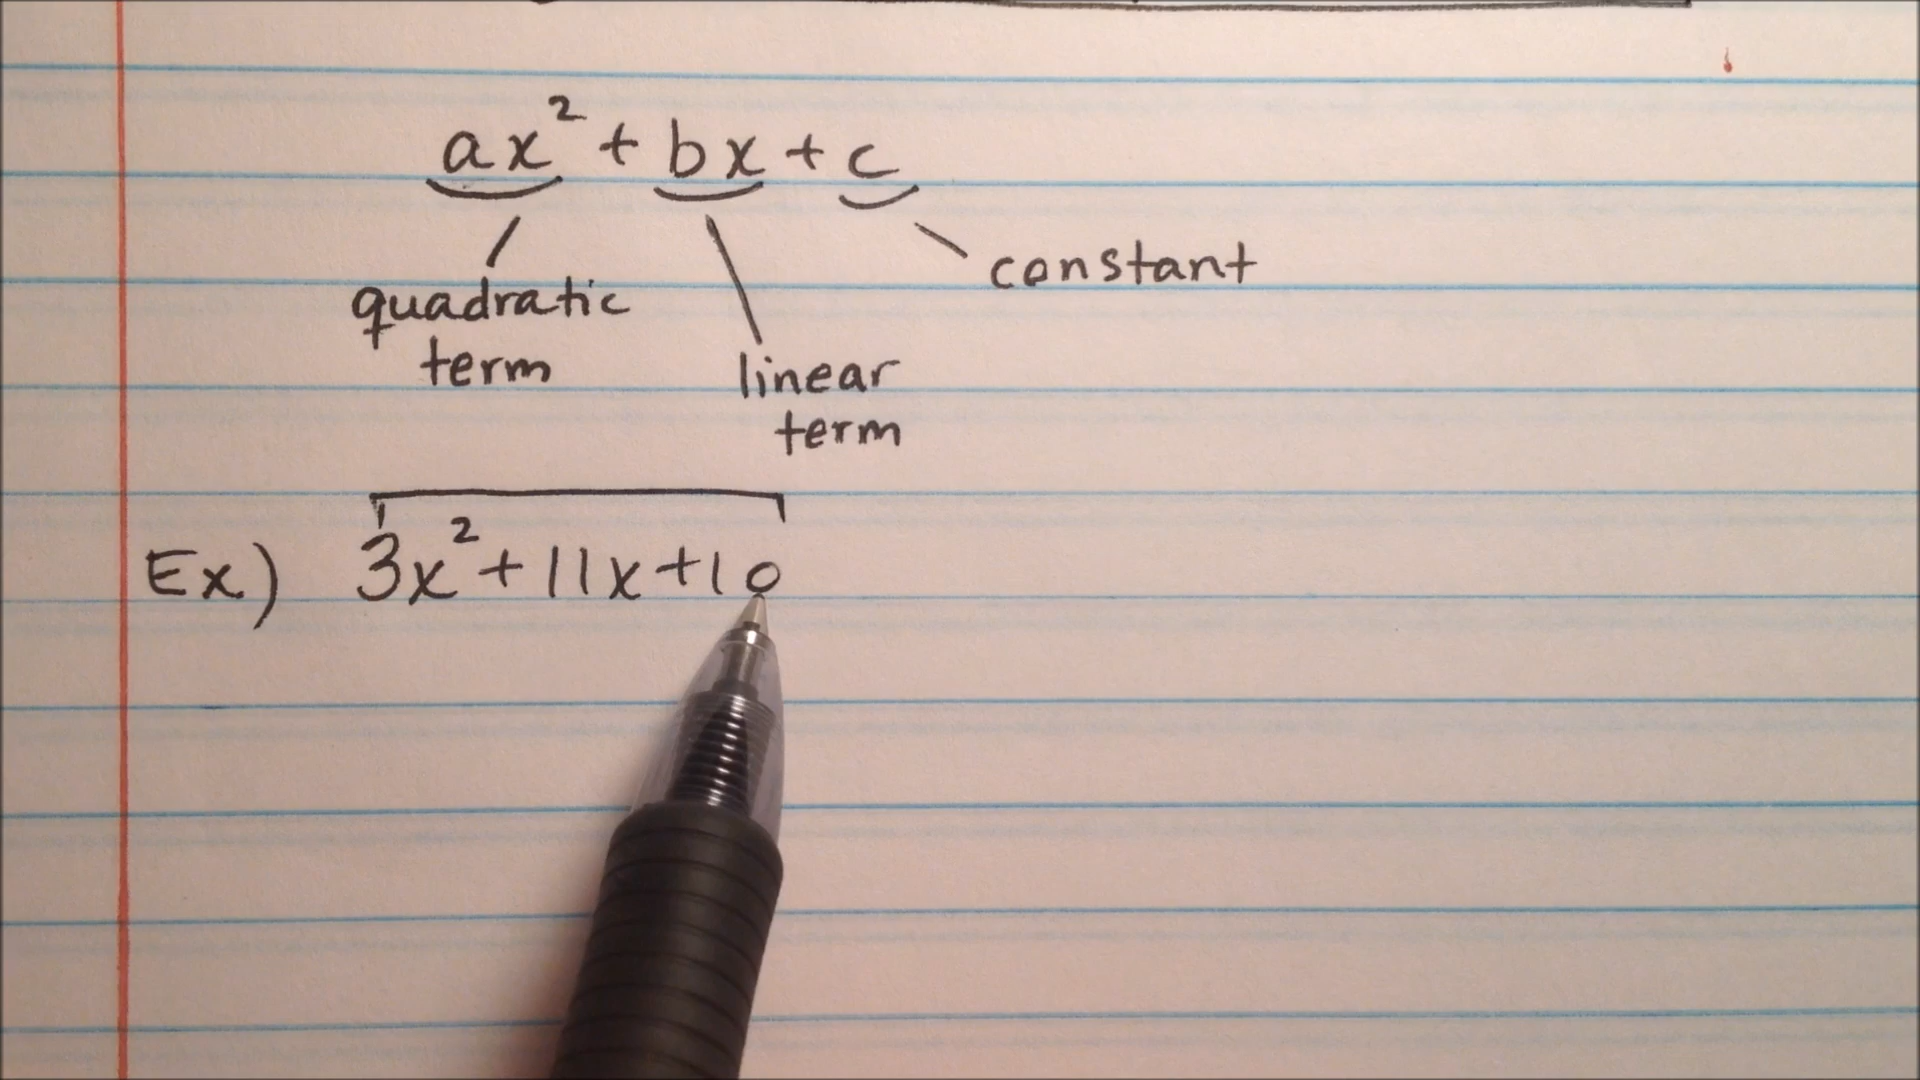 ax² + bx + c
constant
quadratic
term
linear
term
Ex) 3x² + 11x + 10